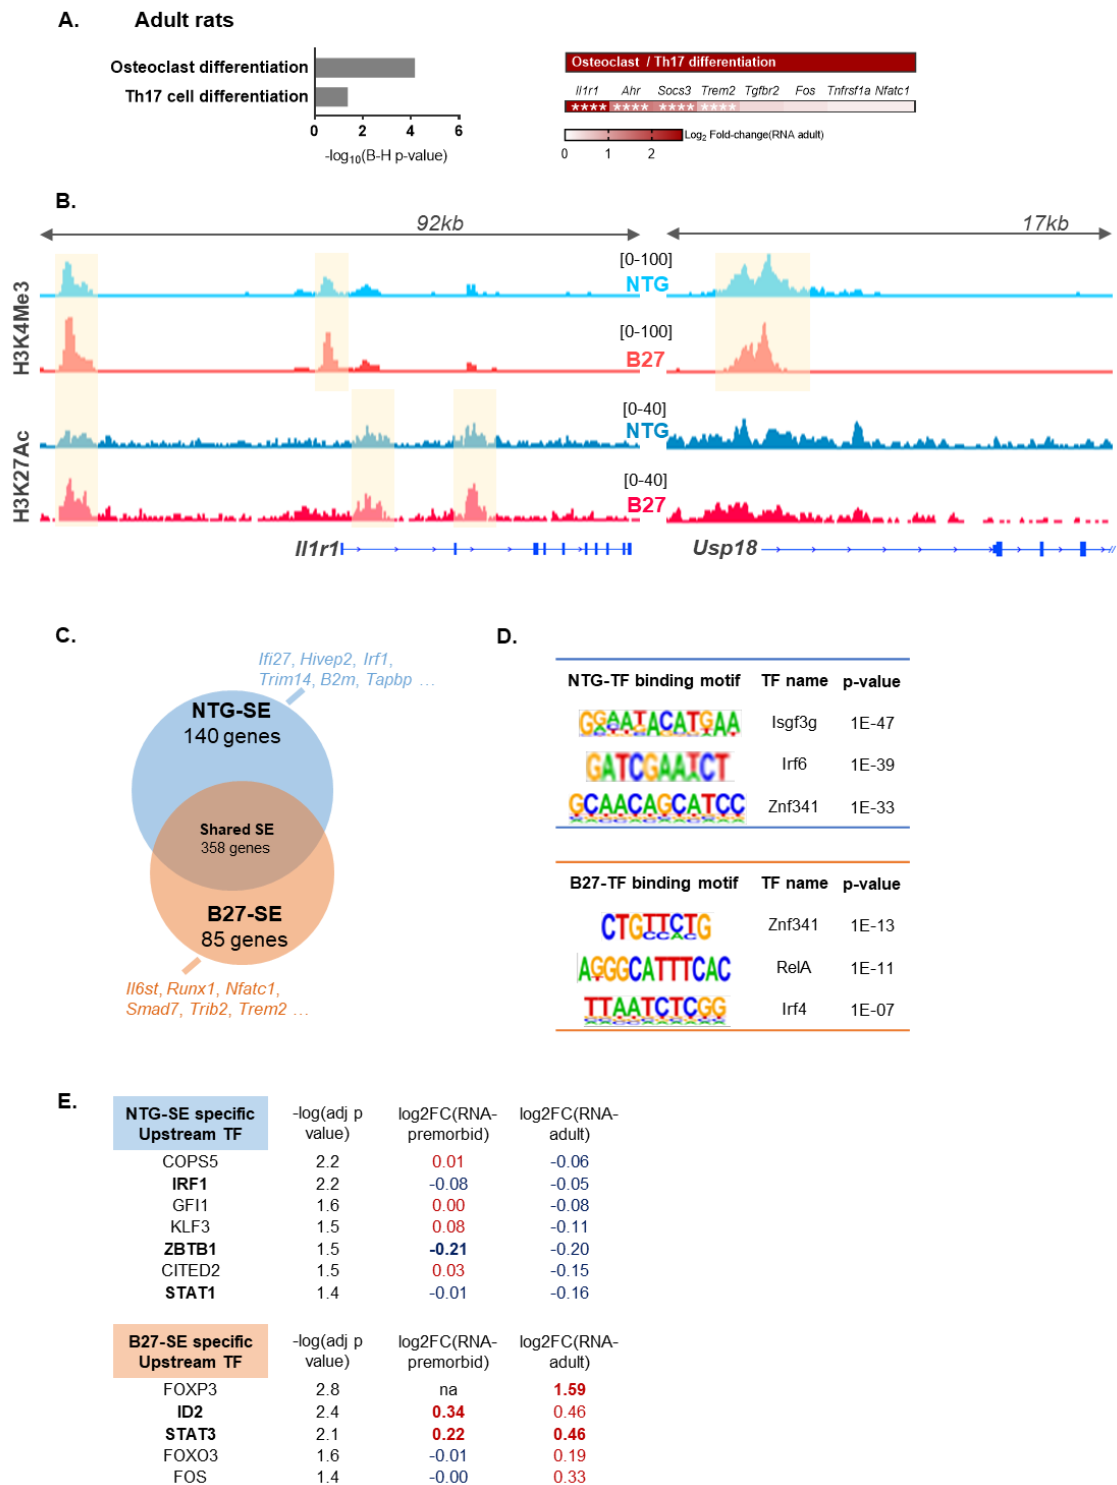 A. Adult rats
Osteoclast differentiation
Th17 cell differentiation
0 2 4 6
-log10(B-H p-value)
Osteoclast / Th17 differentiation
Il1r1 Ahr Socs3 Trem2 Tgfbr2 Fos Tnfrsf1a Nfatc1
**** **** **** ****
Log2 Fold-change(RNA adult)
0 1 2
B.
92kb 17kb
H3K4Me3
[0-100]
NTG
[0-100]
B27
H3K27Ac
[0-40]
NTG
[0-40]
B27
Il1r1 Usp18
C.
Ifi27, Hivep2, Irf1,
Trim14, B2m, Tapbp ...
NTG-SE
140 genes
Shared SE
358 genes
B27-SE
85 genes
Il6st, Runx1, Nfatc1,
Smad7, Trib2, Trem2 ...
D.
NTG-TF binding motif TF name p-value
GGAATACATGAA Isgf3g 1E-47
GATCGAATCT Irf6 1E-39
GCAACAGCATCC Znf341 1E-33
B27-TF binding motif TF name p-value
CTGTTCTG Znf341 1E-13
AGGGCATTTCAC RelA 1E-11
TTAATCTCGG Irf4 1E-07
E.
NTG-SE specific Upstream TF -log(adj p value) log2FC(RNA-premorbid) log2FC(RNA-adult)
COPS5 2.2 0.01 -0.06
IRF1 2.2 -0.08 -0.05
GFI1 1.6 0.00 -0.08
KLF3 1.5 0.08 -0.11
ZBTB1 1.5 -0.21 -0.20
CITED2 1.5 0.03 -0.15
STAT1 1.4 -0.01 -0.16
B27-SE specific Upstream TF -log(adj p value) log2FC(RNA-premorbid) log2FC(RNA-adult)
FOXP3 2.8 na 1.59
ID2 2.4 0.34 0.46
STAT3 2.1 0.22 0.46
FOXO3 1.6 -0.01 0.19
FOS 1.4 -0.00 0.33